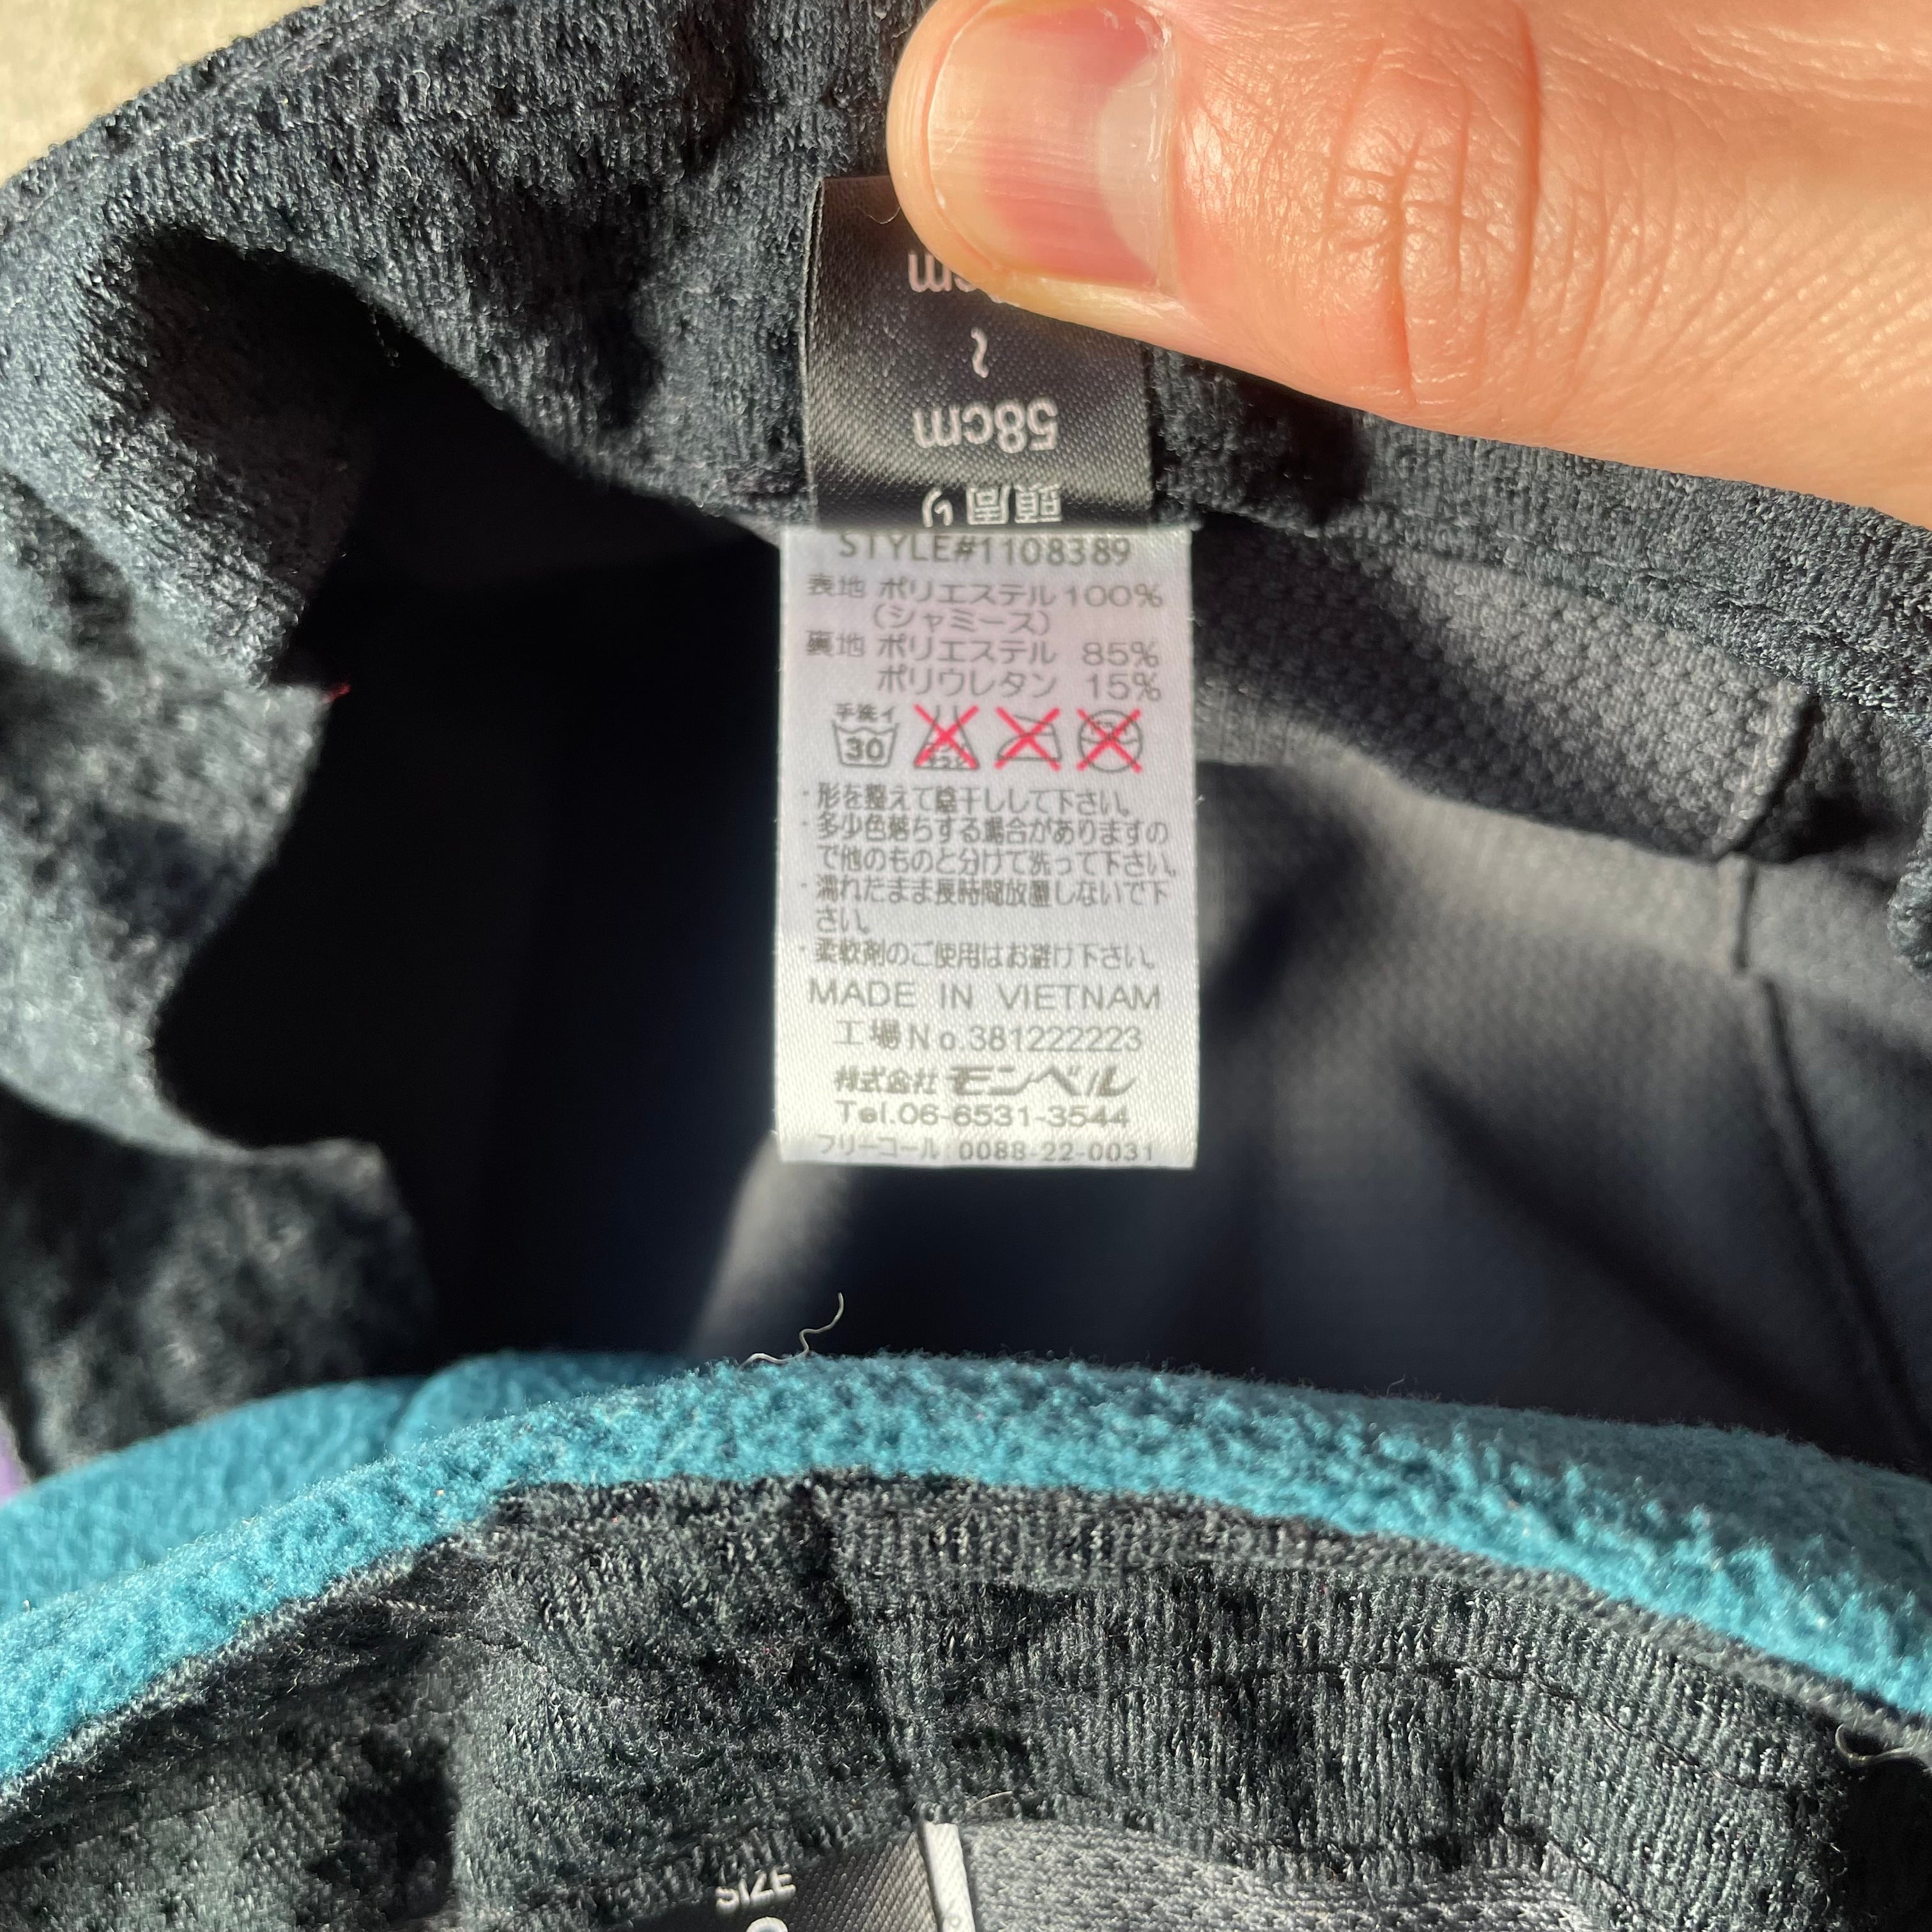 cm
~
58cm
頭周り
STYLE#1108389
表地 ポリエステル 100%
(シャミース)
裏地 ポリエステル 85%
ポリウレタン 15%
手洗イ
30
・形を整えて陰干しして下さい。
・多少色落ちする場合がありますの
で他のものと分けて洗って下さい。
・濡れたまま長時間放置しないで下
さい。
・柔軟剤のご使用はお避け下さい。
MADE IN VIETNAM
工場No.381222223
株式会社 モンベル
Tel.06-6531-3544
フリーコール 0088-22-0031
SIZE